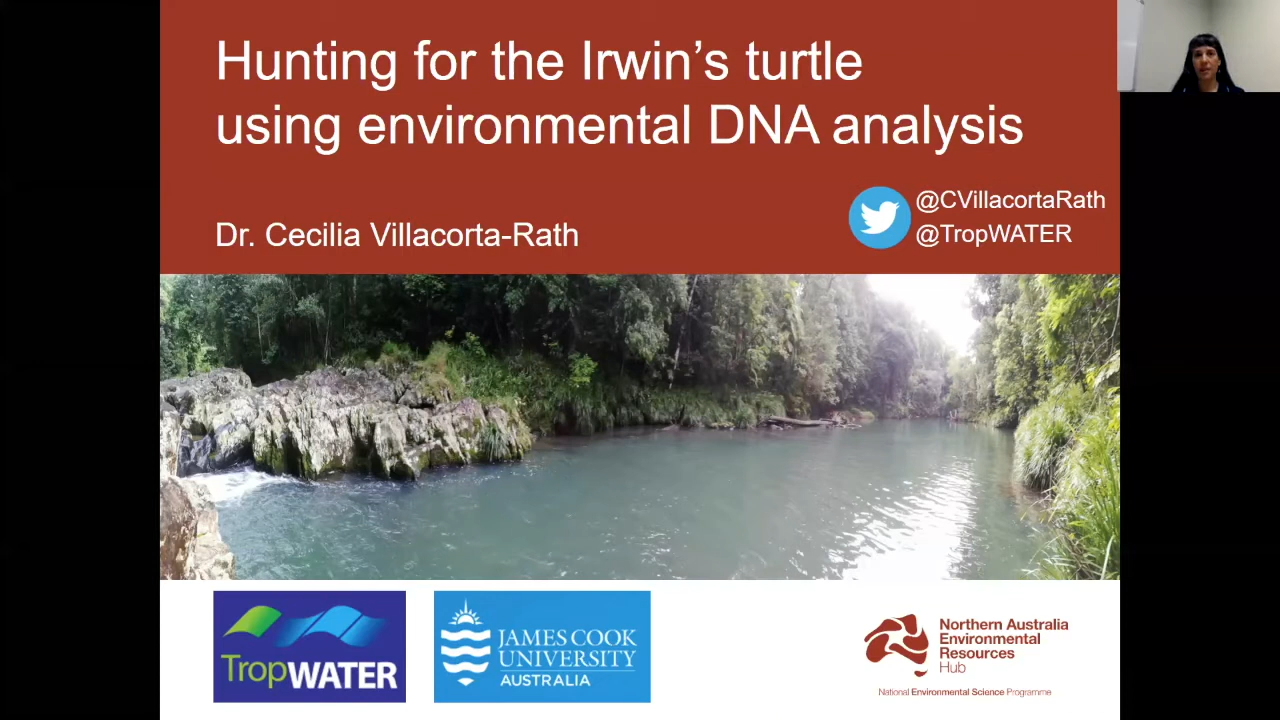 Hunting for the Irwin's turtle
using environmental DNA analysis
Dr. Cecilia Villacorta-Rath
@CVillacortaRath
@TropWATER
TropWATER
JAMES COOK
UNIVERSITY
AUSTRALIA
Northern Australia
Environmental
Resources
Hub
National Environmental Science Programme